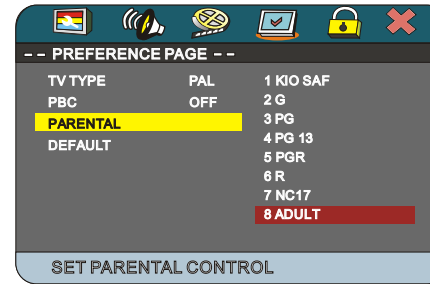 -- PREFERENCE PAGE --
TV TYPE PAL 1 KIO SAF
PBC OFF 2 G
PARENTAL 3 PG
4 PG 13
DEFAULT 5 PGR
6 R
7 NC17
8 ADULT
SET PARENTAL CONTROL